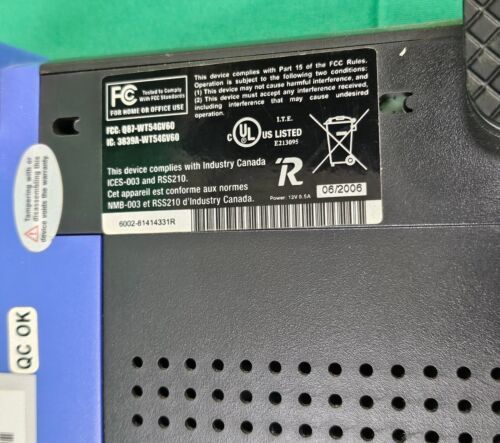 FCC Tested to Comply
With FCC Standards
FOR HOME OR OFFICE USE
This device complies with Part 15 of the FCC Rules.
Operation is subject to the following two conditions:
(1) This device may not cause harmful interference, and
(2) This device must accept any interference received,
including interference that may cause undesired
operation.
FCC: Q87-WT54GV60
IC: 3839A-WT54GV60
I.T.E.
C UL US LISTED
E213095
This device complies with Industry Canada
ICES-003 and RSS210.
Cet appareil est conforme aux normes
NMB-003 et RSS210 d'Industry Canada.
R
06/2006
Power: 12V 0.5A
6002-81414331R
Tampering with or
disassembling this
device voids the warranty.
QC OK